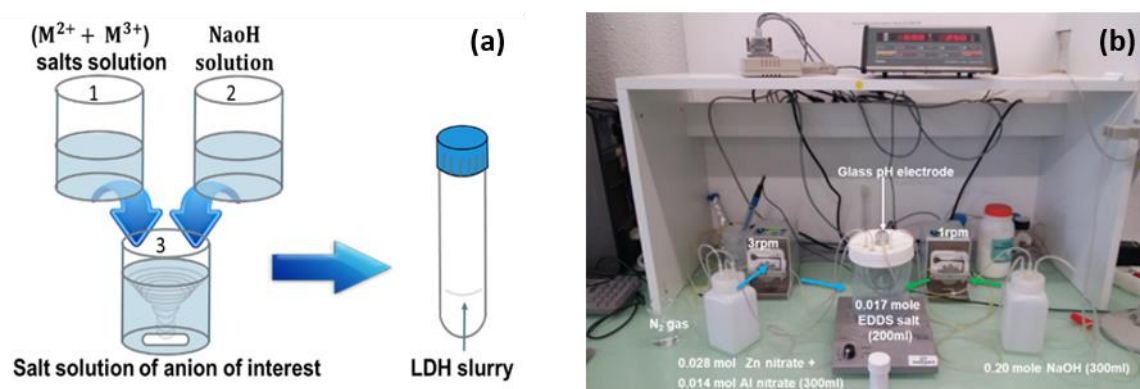 (M²⁺ + M³⁺)
salts solution
NaoH
solution
(a)
1
2
3
Salt solution of anion of interest
LDH slurry
(b)
Glass pH electrode
3rpm
1rpm
0.017 mole
EDDS salt
(200ml)
N₂ gas
0.028 mol Zn nitrate +
0.014 mol Al nitrate (300ml)
0.20 mole NaOH (300ml)